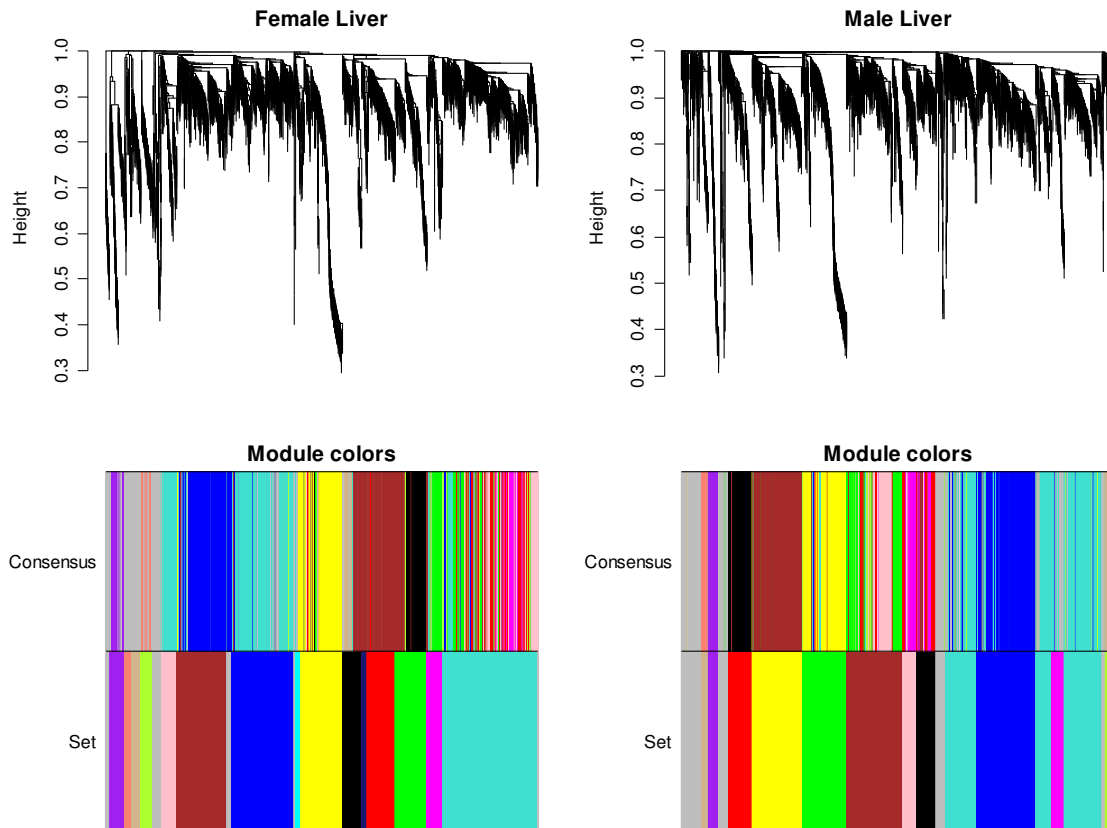 Female Liver
Male Liver
Height
1.0
0.9
0.8
0.7
0.6
0.5
0.4
0.3
Height
1.0
0.9
0.8
0.7
0.6
0.5
0.4
0.3
Module colors
Module colors
Consensus
Set
Consensus
Set